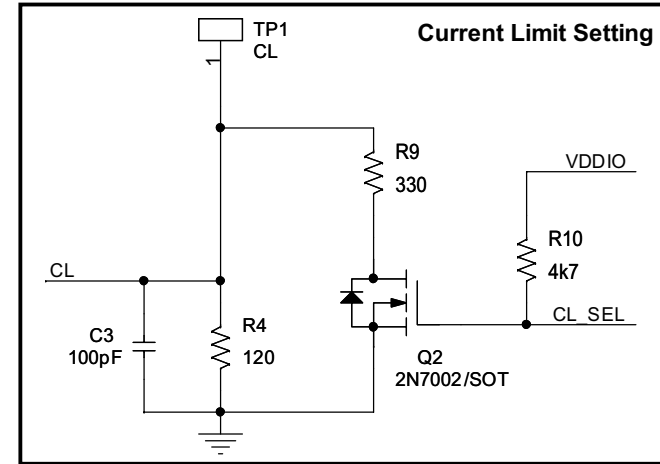 Current Limit Setting
TP1
CL
1
R9
330
VDDIO
R10
4k7
CL
CL_SEL
C3
100pF
R4
120
Q2
2N7002/SOT